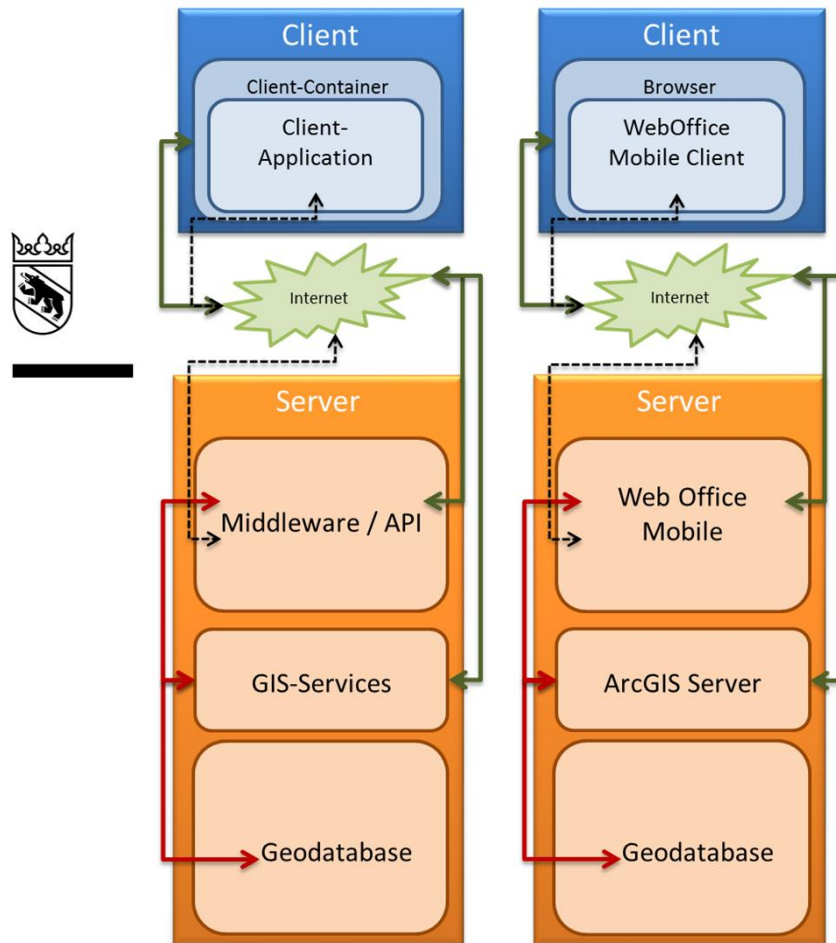 Client
Client-Container
Client-
Application
Internet
Server
Middleware / API
GIS-Services
Geodatabase
Client
Browser
WebOffice
Mobile Client
Internet
Server
Web Office
Mobile
ArcGIS Server
Geodatabase